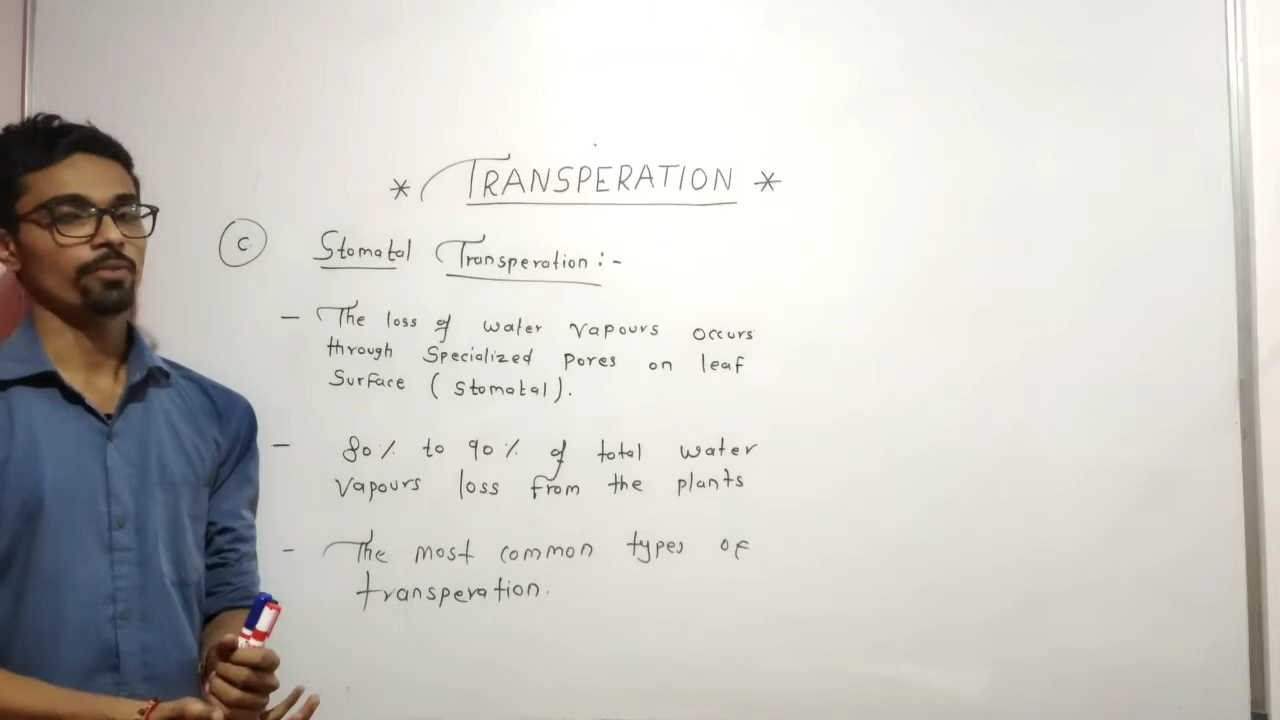 * TRANSPERATION *
C Stomatal Transperation :-
- The loss of water vapours occurs
through Specialized pores on leaf
Surface (stomatal).
- 80% to 90% of total water
vapours loss from the plants
- The most common types of
transperation.